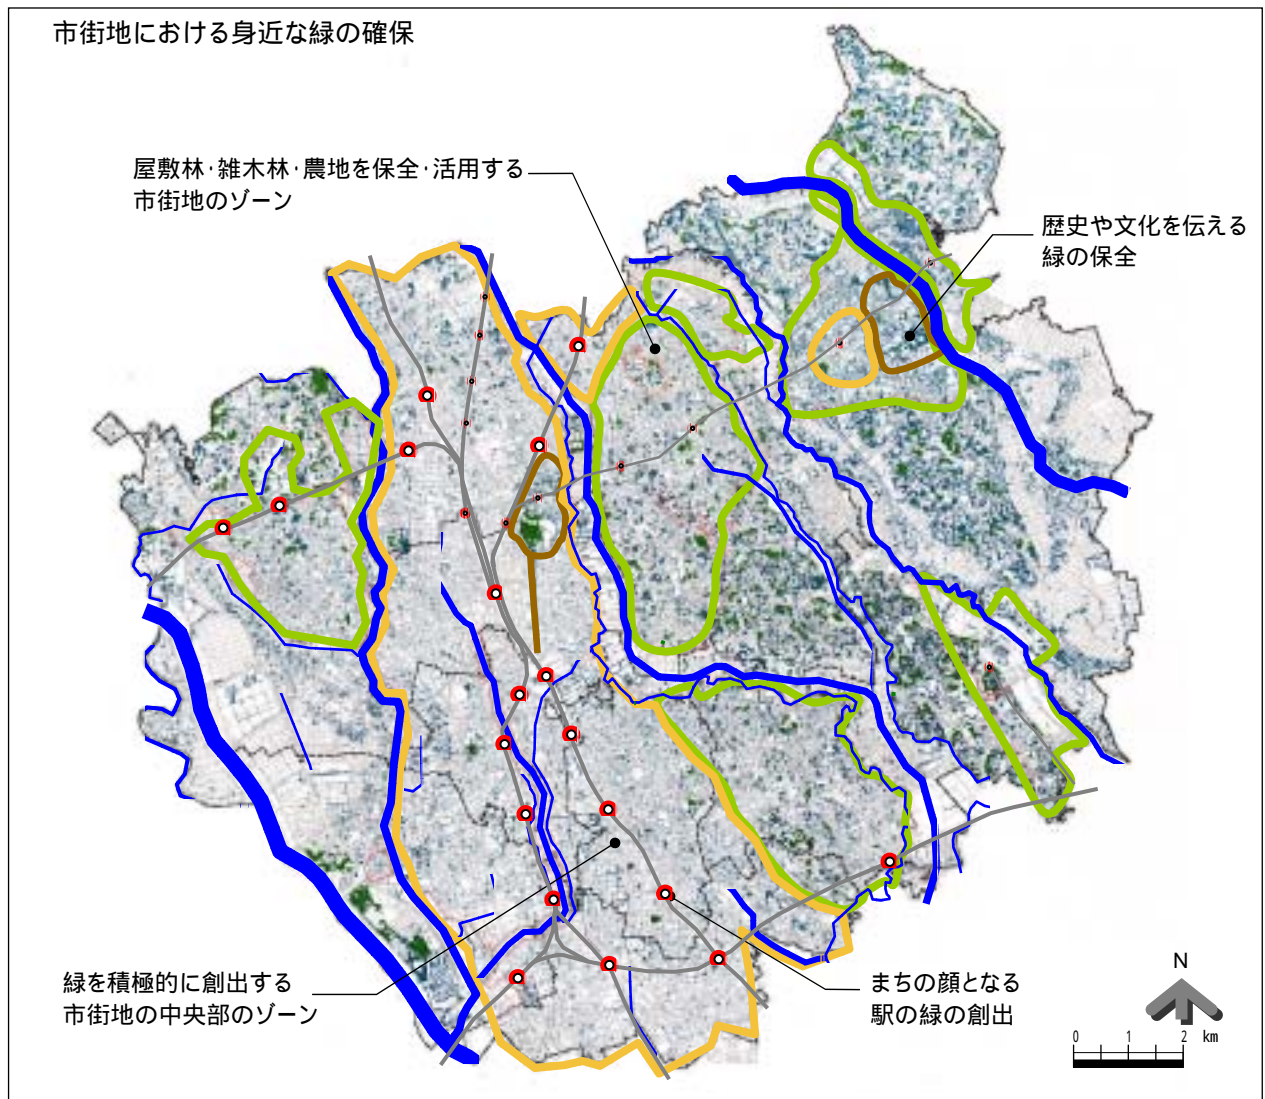 市街地における身近な緑の確保
屋敷林・雑木林・農地を保全・活用する
市街地のゾーン
歴史や文化を伝える
緑の保全
緑を積極的に創出する
市街地の中央部のゾーン
まちの顔となる
駅の緑の創出
N
0 1 2 km